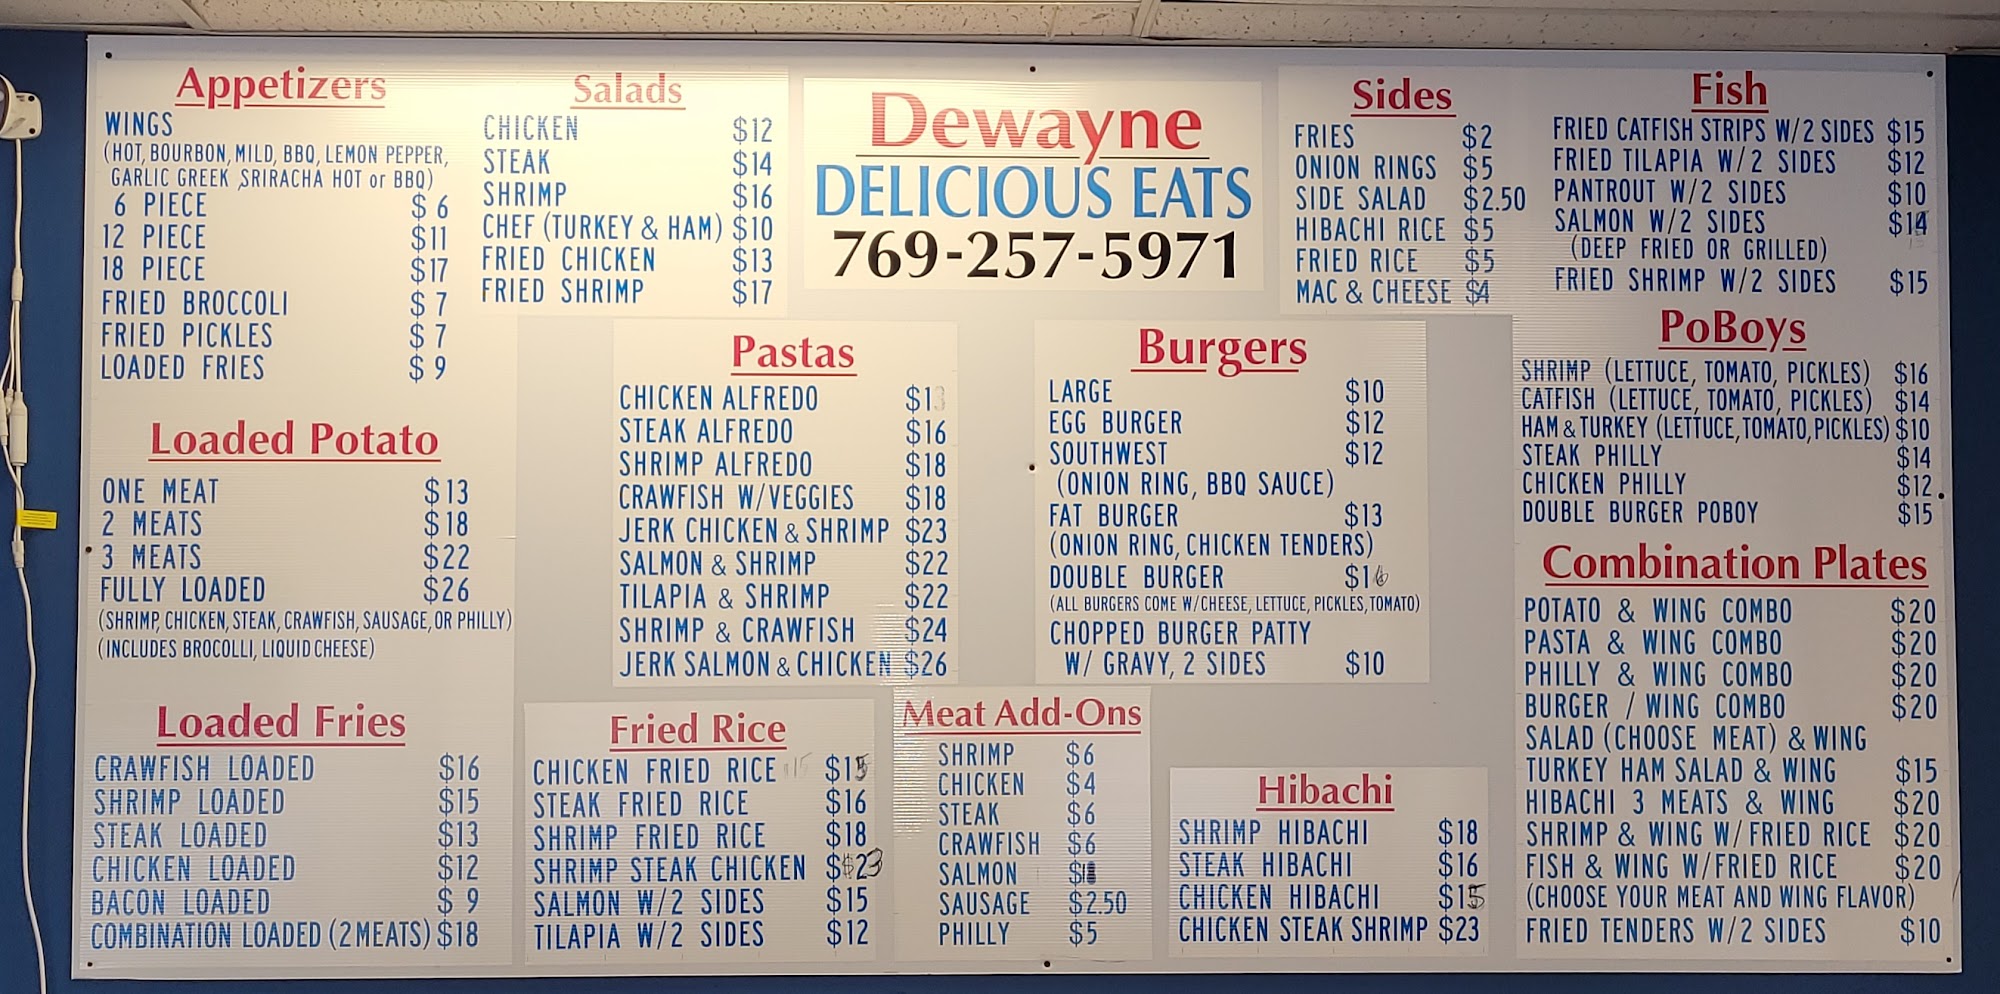 Appetizers
WINGS
(HOT, BOURBON, MILD, BBQ, LEMON PEPPER,
GARLIC GREEK ,SRIRACHA HOT or BBQ)
6 PIECE $ 6
12 PIECE $11
18 PIECE $17
FRIED BROCCOLI $ 7
FRIED PICKLES $ 7
LOADED FRIES $ 9
Loaded Potato
ONE MEAT $13
2 MEATS $18
3 MEATS $22
FULLY LOADED $26
(SHRIMP, CHICKEN, STEAK, CRAWFISH, SAUSAGE, OR PHILLY)
(INCLUDES BROCOLLI, LIQUID CHEESE)
Loaded Fries
CRAWFISH LOADED $16
SHRIMP LOADED $15
STEAK LOADED $13
CHICKEN LOADED $12
BACON LOADED $ 9
COMBINATION LOADED (2 MEATS) $18
Salads
CHICKEN $12
STEAK $14
SHRIMP $16
CHEF (TURKEY & HAM) $10
FRIED CHICKEN $13
FRIED SHRIMP $17
Dewayne
DELICIOUS EATS
769-257-5971
Pastas
CHICKEN ALFREDO $13
STEAK ALFREDO $16
SHRIMP ALFREDO $18
CRAWFISH W/VEGGIES $18
JERK CHICKEN & SHRIMP $23
SALMON & SHRIMP $22
TILAPIA & SHRIMP $22
SHRIMP & CRAWFISH $24
JERK SALMON & CHICKEN $26
Fried Rice
CHICKEN FRIED RICE $15
STEAK FRIED RICE $16
SHRIMP FRIED RICE $18
SHRIMP STEAK CHICKEN $23
SALMON W/2 SIDES $15
TILAPIA W/2 SIDES $12
Burgers
LARGE $10
EGG BURGER $12
SOUTHWEST $12
(ONION RING, BBQ SAUCE)
FAT BURGER $13
(ONION RING, CHICKEN TENDERS)
DOUBLE BURGER $16
(ALL BURGERS COME W/CHEESE, LETTUCE, PICKLES, TOMATO)
CHOPPED BURGER PATTY
W/ GRAVY, 2 SIDES $10
Meat Add-Ons
SHRIMP $6
CHICKEN $4
STEAK $6
CRAWFISH $6
SALMON
SAUSAGE $2.50
PHILLY $5
Hibachi
SHRIMP HIBACHI $18
STEAK HIBACHI $16
CHICKEN HIBACHI $15
CHICKEN STEAK SHRIMP $23
Sides
FRIES $2
ONION RINGS $5
SIDE SALAD $2.50
HIBACHI RICE $5
FRIED RICE $5
MAC & CHEESE $4
Fish
FRIED CATFISH STRIPS W/2 SIDES $15
FRIED TILAPIA W/2 SIDES $12
PANTROUT W/2 SIDES $10
SALMON W/2 SIDES $14
(DEEP FRIED OR GRILLED)
FRIED SHRIMP W/2 SIDES $15
PoBoys
SHRIMP (LETTUCE, TOMATO, PICKLES) $16
CATFISH (LETTUCE, TOMATO, PICKLES) $14
HAM & TURKEY (LETTUCE, TOMATO, PICKLES) $10
STEAK PHILLY $14
CHICKEN PHILLY $12
DOUBLE BURGER POBOY $15
Combination Plates
POTATO & WING COMBO $20
PASTA & WING COMBO $20
PHILLY & WING COMBO $20
BURGER / WING COMBO $20
SALAD (CHOOSE MEAT) & WING
TURKEY HAM SALAD & WING $15
HIBACHI 3 MEATS & WING $20
SHRIMP & WING W/ FRIED RICE $20
FISH & WING W/FRIED RICE $20
(CHOOSE YOUR MEAT AND WING FLAVOR)
FRIED TENDERS W/2 SIDES $10